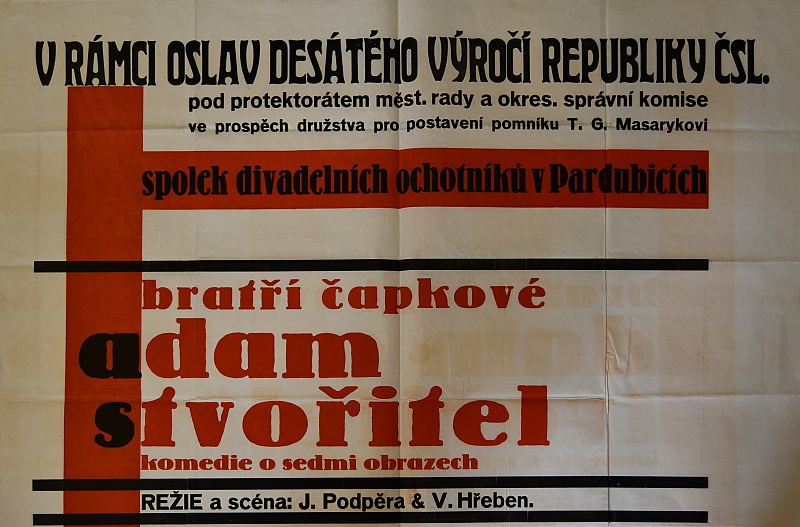 V RÁMCI OSLAV DESÁTÉHO VÝROČÍ REPUBLIKY ČSL.
pod protektorátem měst. rady a okres. správní komise
ve prospěch družstva pro postavení pomníku T. G. Masarykovi
spolek divadelních ochotníků v Pardubicích
bratří čapkové
adam
stvořitel
komedie o sedmi obrazech
REŽIE a scéna: J. Podpěra & V. Hřeben.